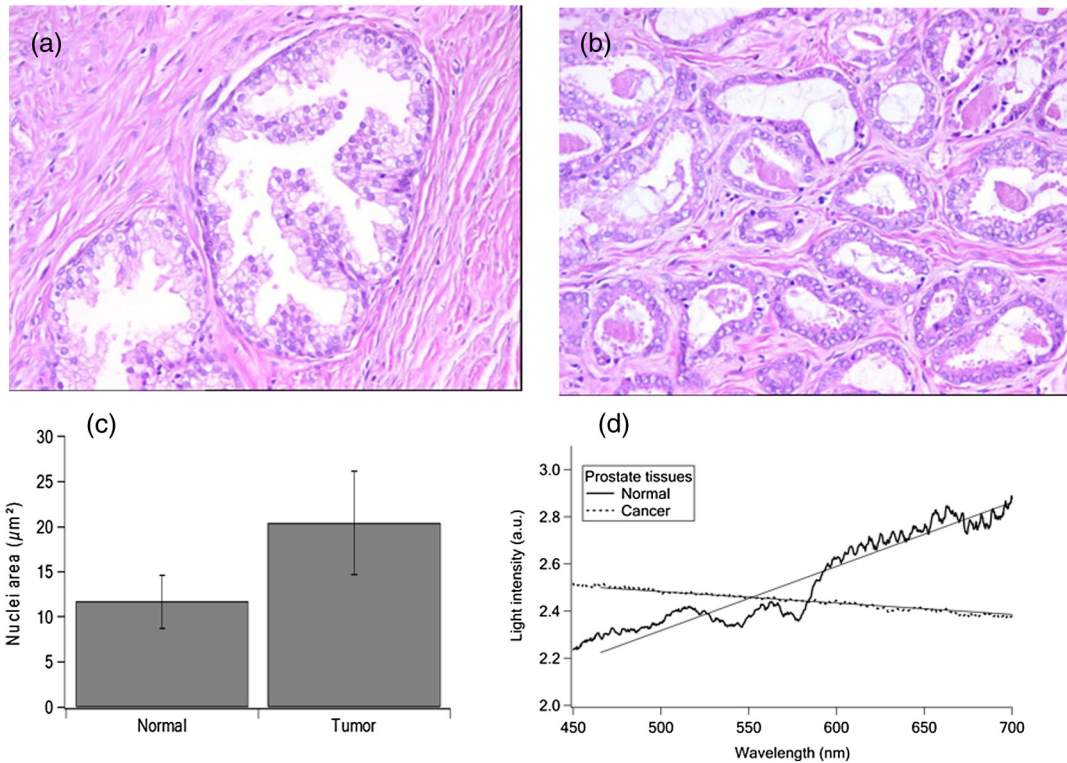 (a)
(b)
(c)
Nuclei area (μm²)
30
25
20
15
10
5
0
Normal
Tumor
(d)
Light intensity (a.u.)
3.0
2.8
2.6
2.4
2.2
2.0
Prostate tissues
Normal
Cancer
450
500
550
600
650
700
Wavelength (nm)